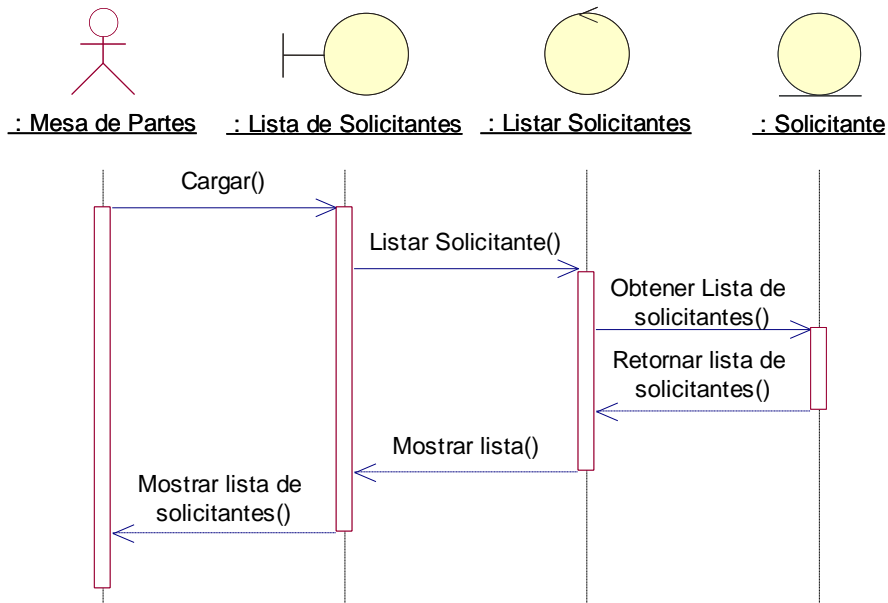 : Mesa de Partes
: Lista de Solicitantes
: Listar Solicitantes
: Solicitante
Cargar()
Listar Solicitante()
Obtener Lista de
solicitantes()
Retornar lista de
solicitantes()
Mostrar lista()
Mostrar lista de
solicitantes()